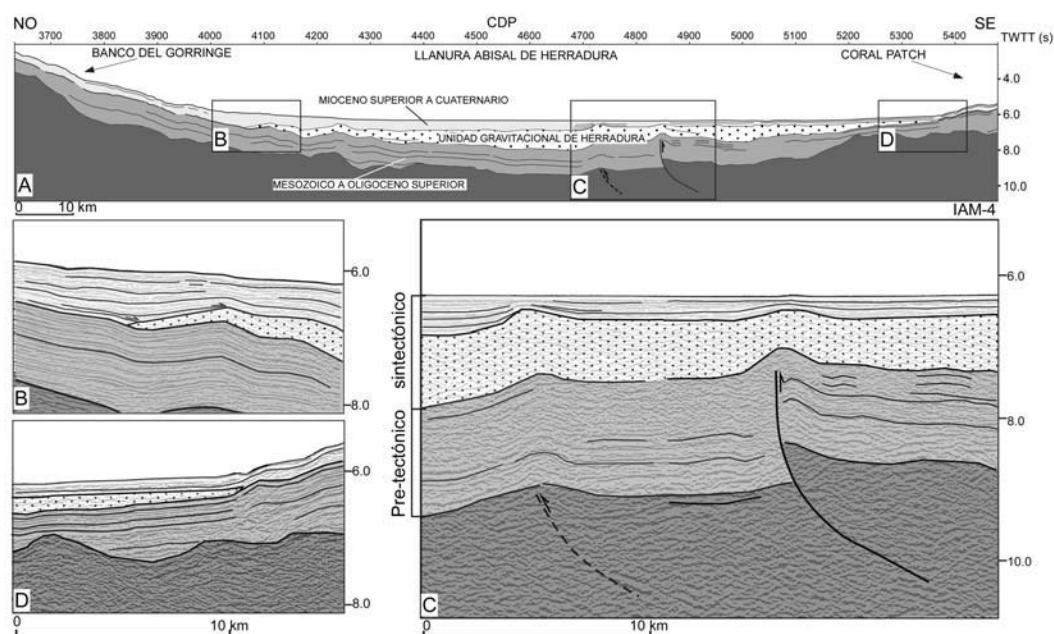 NO CDP SE
3700 3800 3900 4000 4100 4200 4300 4400 4500 4600 4700 4800 4900 5000 5100 5200 5300 5400 TWTT (s)
BANCO DEL GORRINGE LLANURA ABISAL DE HERRADURA CORAL PATCH
4.0
MIOCENO SUPERIOR A CUATERNARIO
6.0
B UNIDAD GRAVITACIONAL DE HERRADURA D
8.0
A MESOZOICO A OLIGOCENO SUPERIOR C
10.0
0 10 km IAM-4
6.0
B 8.0
6.0
D 8.0
0 10 km
sintectónico
Pre-tectónico
6.0
8.0
10.0
C
0 10 km